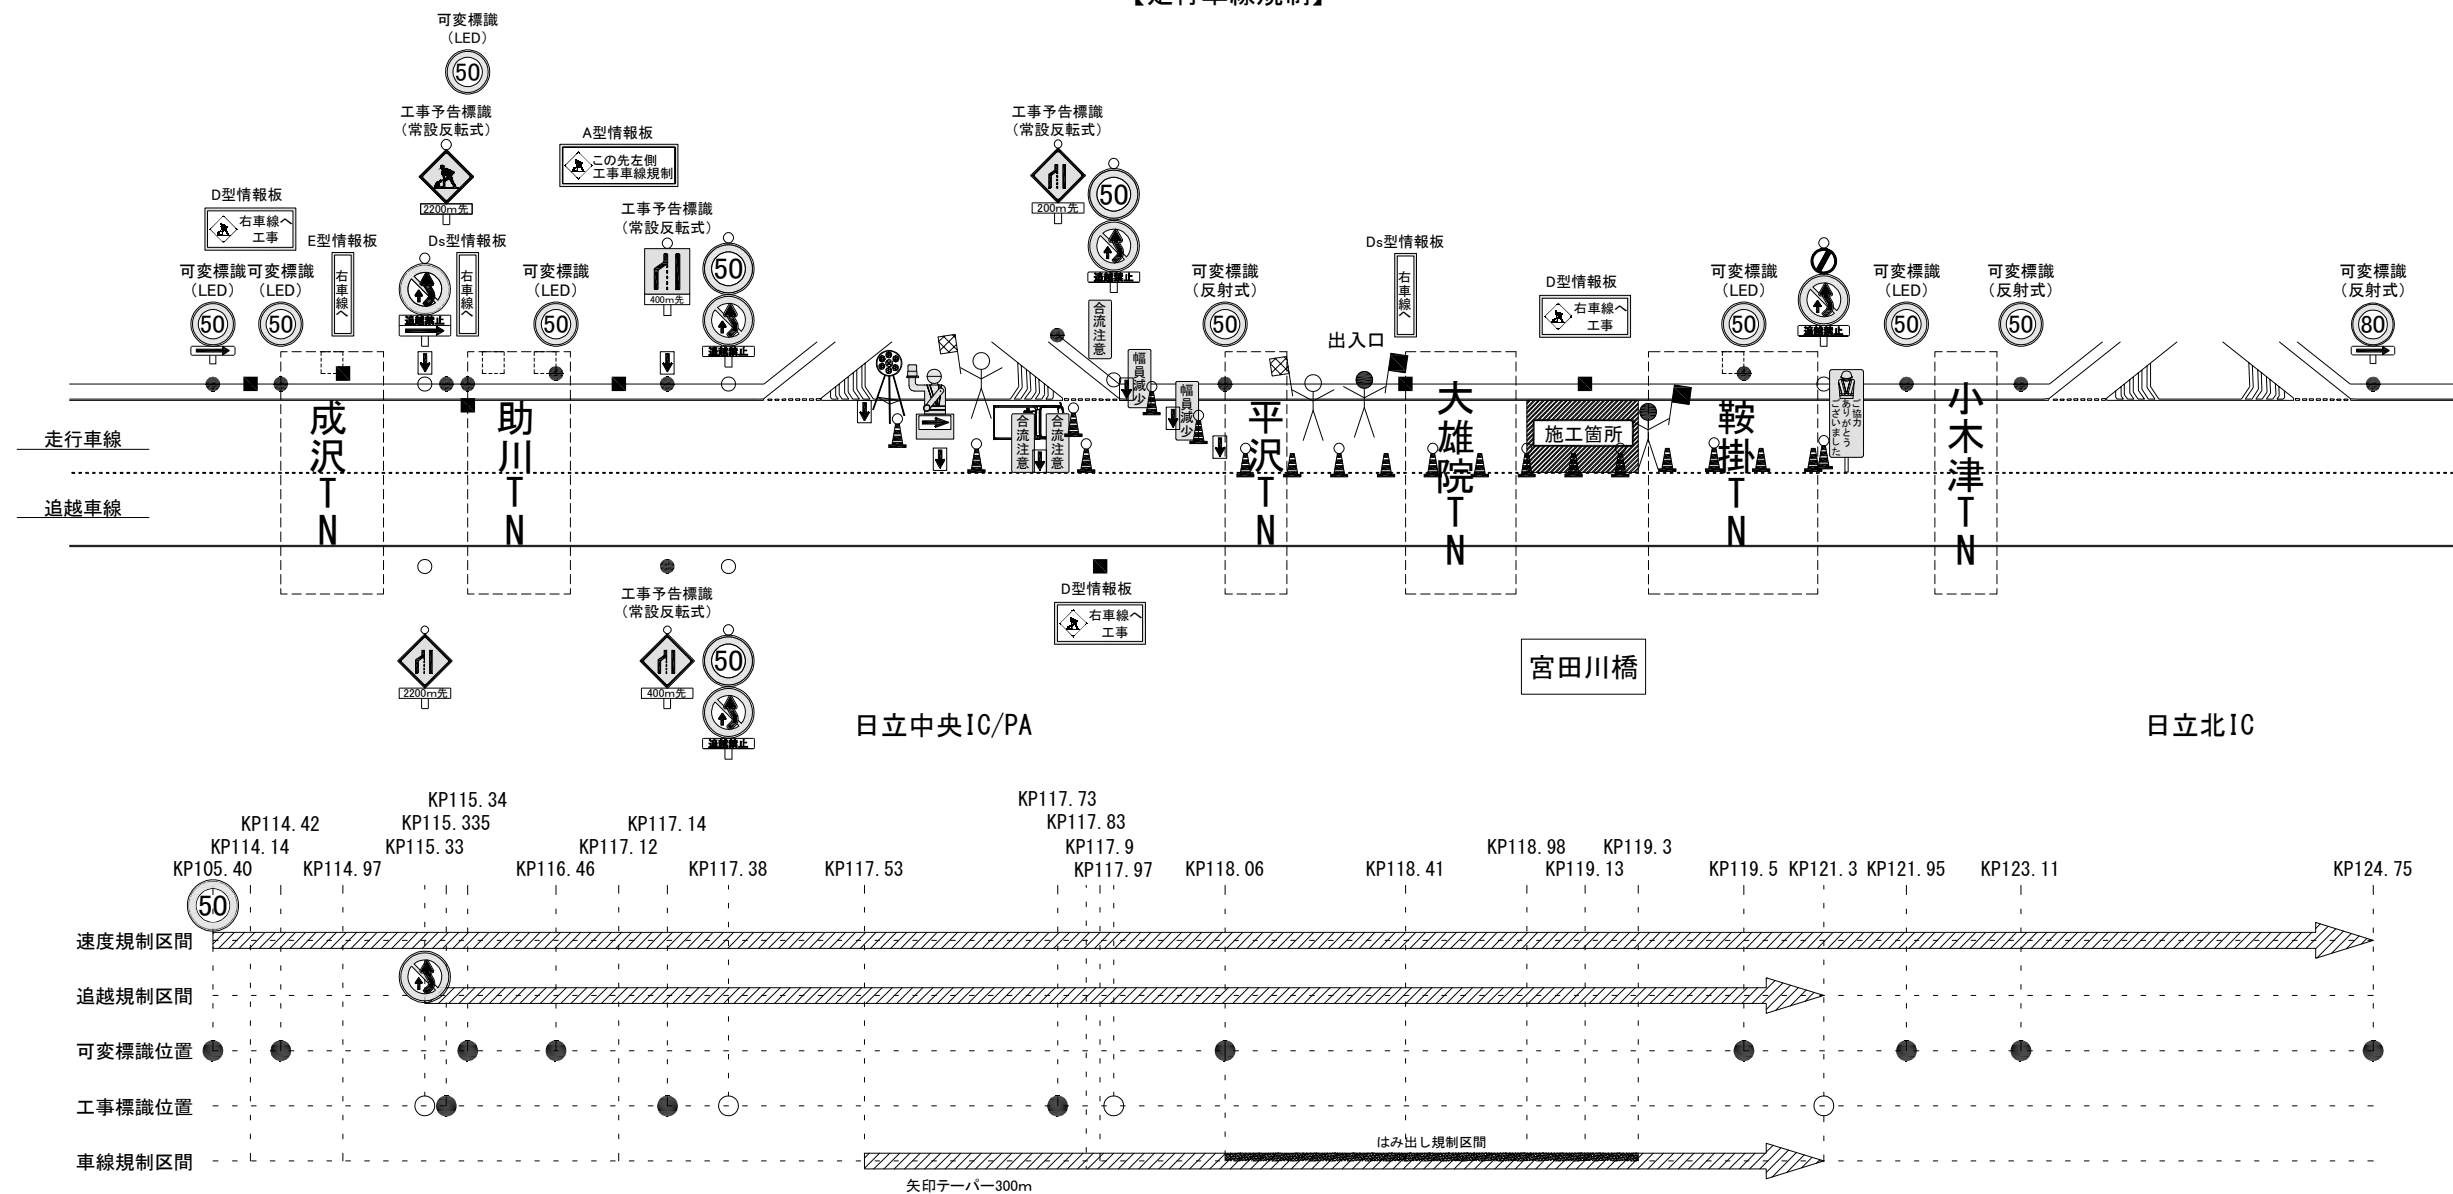 可変標識
（LED）
50
工事予告標識
（常設反転式）
2200m先
A型情報板
この先左側
工事車線規制
工事予告標識
（常設反転式）
200m先
50
追越禁止
D型情報板
右車線へ
工事
E型情報板
右車線へ
Ds型情報板
右車線へ
追越禁止
工事予告標識
（常設反転式）
400m先
50
追越禁止
可変標識
（LED）
50
可変標識
（LED）
50
可変標識
（LED）
50
合流注意
幅員減少
幅員減少
可変標識
（反射式）
50
Ds型情報板
右車線へ
出入口
D型情報板
右車線へ
工事
可変標識
（LED）
50
追越禁止
可変標識
（LED）
50
可変標識
（反射式）
50
可変標識
（反射式）
80
走行車線
追越車線
成沢TN
助川TN
合流注意
合流注意
平沢TN
大雄院TN
施工箇所
鞍掛TN
ご協力
ありがとう
ございました
小木津TN
2200m先
工事予告標識
（常設反転式）
400m先
50
追越禁止
D型情報板
右車線へ
工事
宮田川橋
日立中央IC/PA
日立北IC
KP115.34
KP117.73
KP114.42
KP115.335
KP117.14
KP117.83
KP114.14
KP115.33
KP117.12
KP117.9
KP118.98
KP119.3
KP105.40
KP114.97
KP116.46
KP117.38
KP117.53
KP117.97
KP118.06
KP118.41
KP119.13
KP119.5
KP121.3
KP121.95
KP123.11
KP124.75
50
速度規制区間
追越規制区間
可変標識位置
工事標識位置
車線規制区間
はみ出し規制区間
矢印テーパー300m